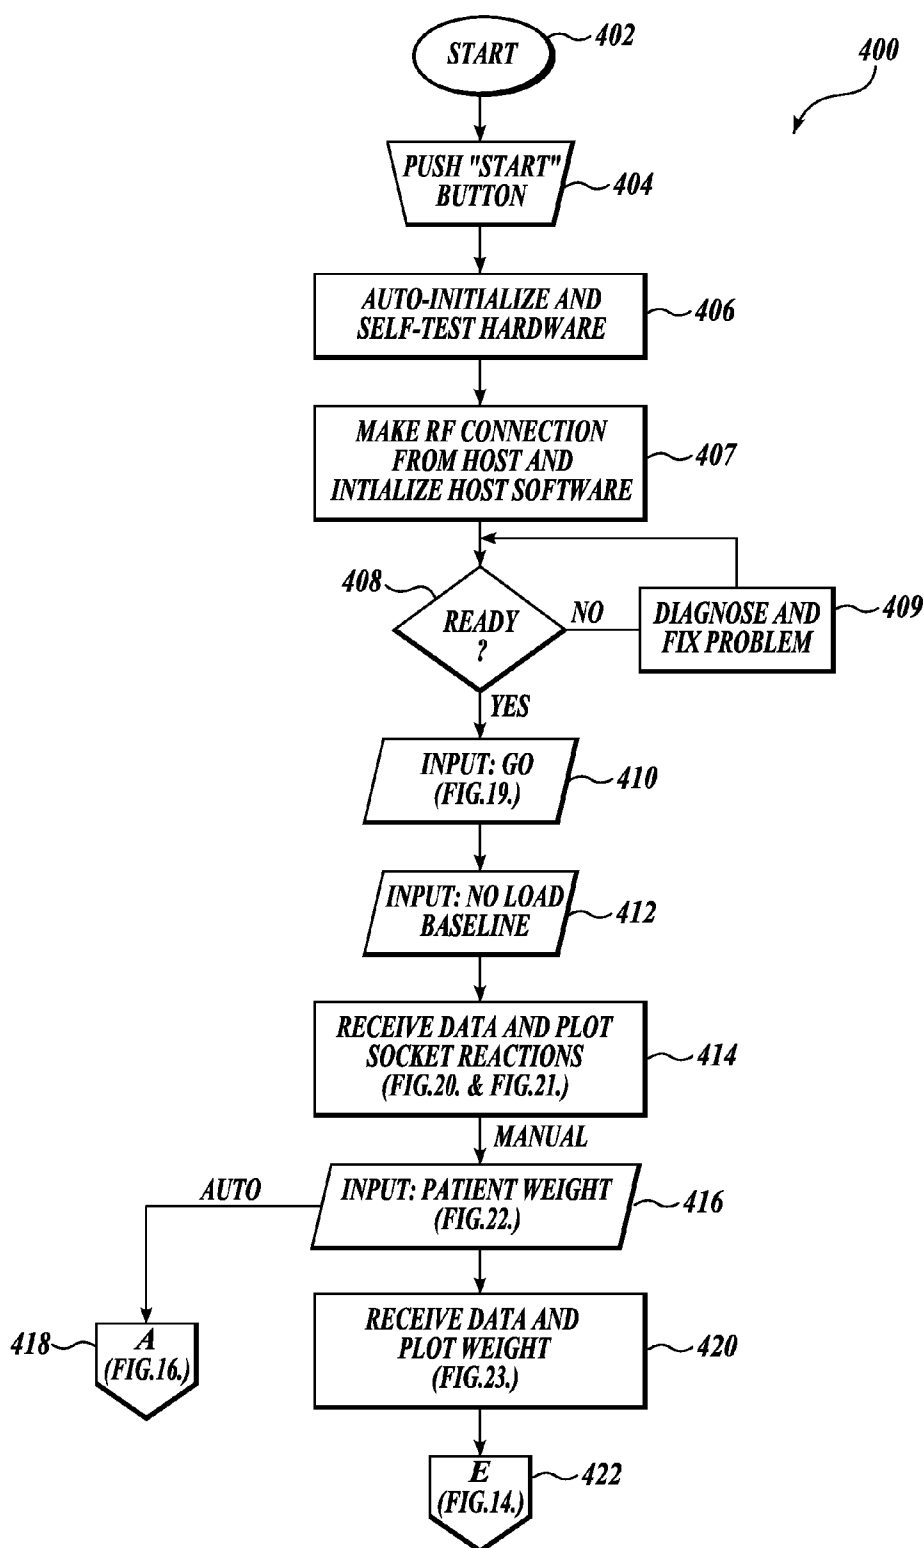 START
402
400
PUSH "START"
BUTTON
404
AUTO-INITIALIZE AND
SELF-TEST HARDWARE
406
MAKE RF CONNECTION
FROM HOST AND
INTIALIZE HOST SOFTWARE
407
408
READY
?
NO
DIAGNOSE AND
FIX PROBLEM
409
YES
INPUT: GO
(FIG.19.)
410
INPUT: NO LOAD
BASELINE
412
RECEIVE DATA AND PLOT
SOCKET REACTIONS
(FIG.20. & FIG.21.)
414
MANUAL
AUTO
INPUT: PATIENT WEIGHT
(FIG.22.)
416
418
A
(FIG.16.)
RECEIVE DATA AND
PLOT WEIGHT
(FIG.23.)
420
E
(FIG.14.)
422